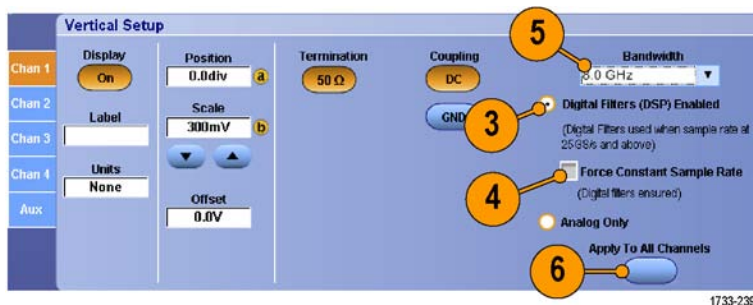 Vertical Setup
Chan 1
Chan 2
Chan 3
Chan 4
Aux
Display
On
Label
Units
None
Position
0.0div
a
Scale
300mV
b
Offset
0.0V
Termination
50 Ω
Coupling
DC
GND
5
Bandwidth
8.0 GHz
3
Digital Filters (DSP) Enabled
(Digital Filters used when sample rate at
25GS/s and above)
4
Force Constant Sample Rate
(Digital filters ensured)
Analog Only
Apply To All Channels
6